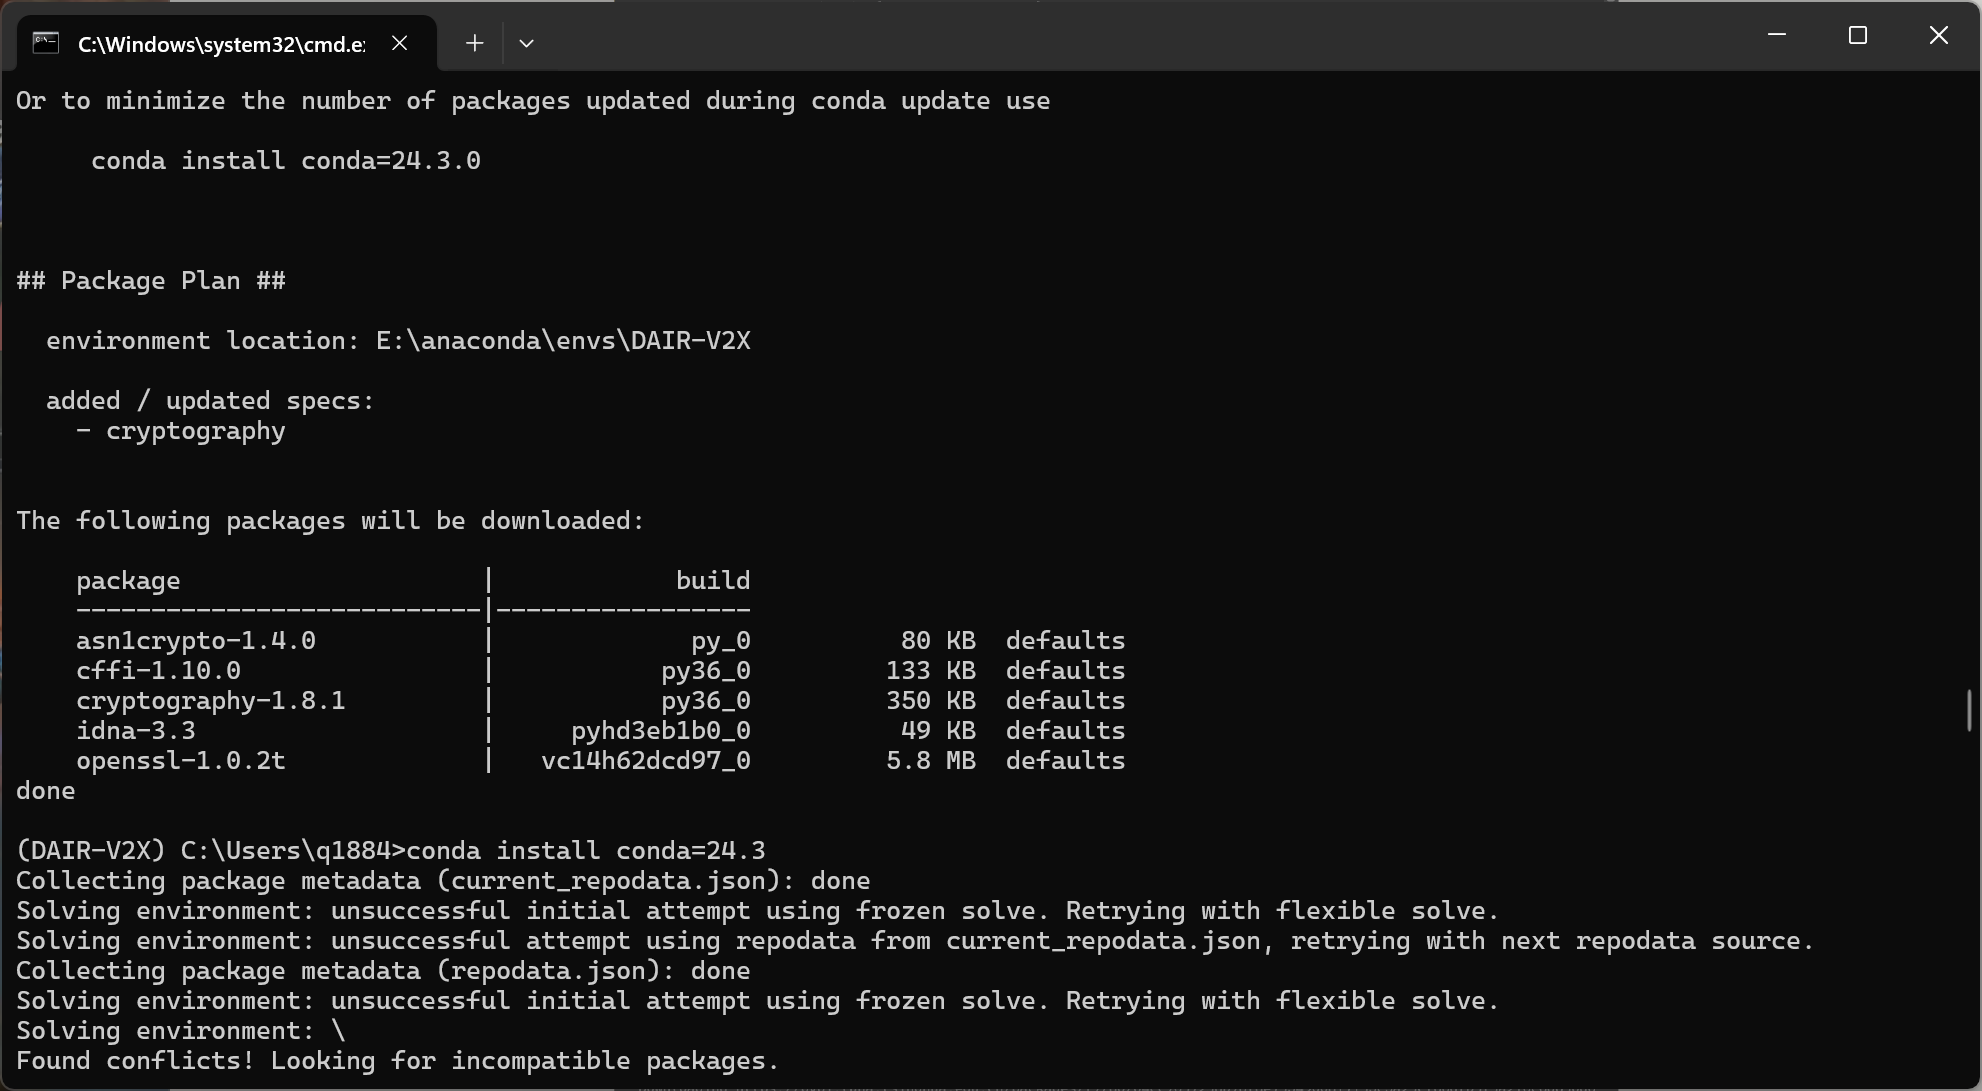 C:\Windows\system32\cmd.e
Or to minimize the number of packages updated during conda update use
conda install conda=24.3.0
## Package Plan ##
environment location: E:\anaconda\envs\DAIR-V2X
added / updated specs:
- cryptography
The following packages will be downloaded:
package | build
---------------------------|-----------------
asn1crypto-1.4.0 | py_0 80 KB defaults
cffi-1.10.0 | py36_0 133 KB defaults
cryptography-1.8.1 | py36_0 350 KB defaults
idna-3.3 | pyhd3eb1b0_0 49 KB defaults
openssl-1.0.2t | vc14h62dcd97_0 5.8 MB defaults
done
(DAIR-V2X) C:\Users\q1884>conda install conda=24.3
Collecting package metadata (current_repodata.json): done
Solving environment: unsuccessful initial attempt using frozen solve. Retrying with flexible solve.
Solving environment: unsuccessful attempt using repodata from current_repodata.json, retrying with next repodata source.
Collecting package metadata (repodata.json): done
Solving environment: unsuccessful initial attempt using frozen solve. Retrying with flexible solve.
Solving environment: \
Found conflicts! Looking for incompatible packages.